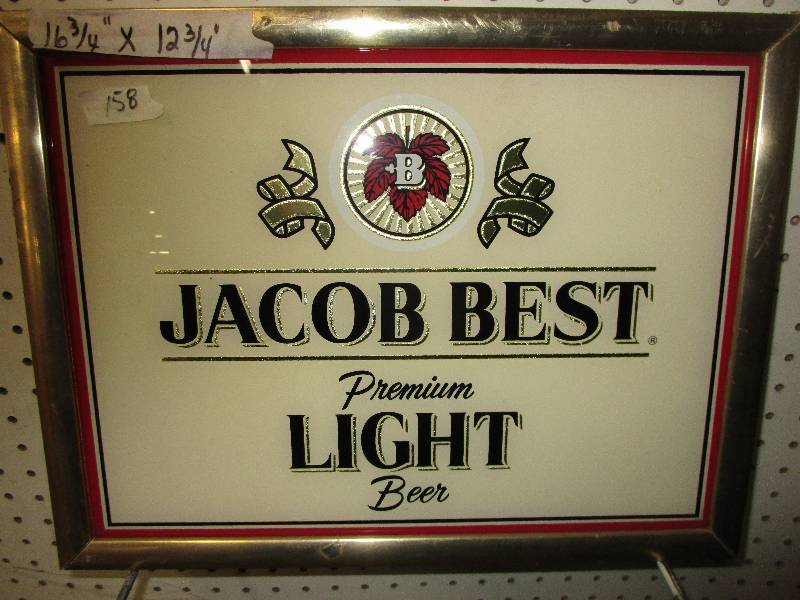 16 3/4" X 12 3/4"
158
B
JACOB BEST®
Premium
LIGHT
Beer